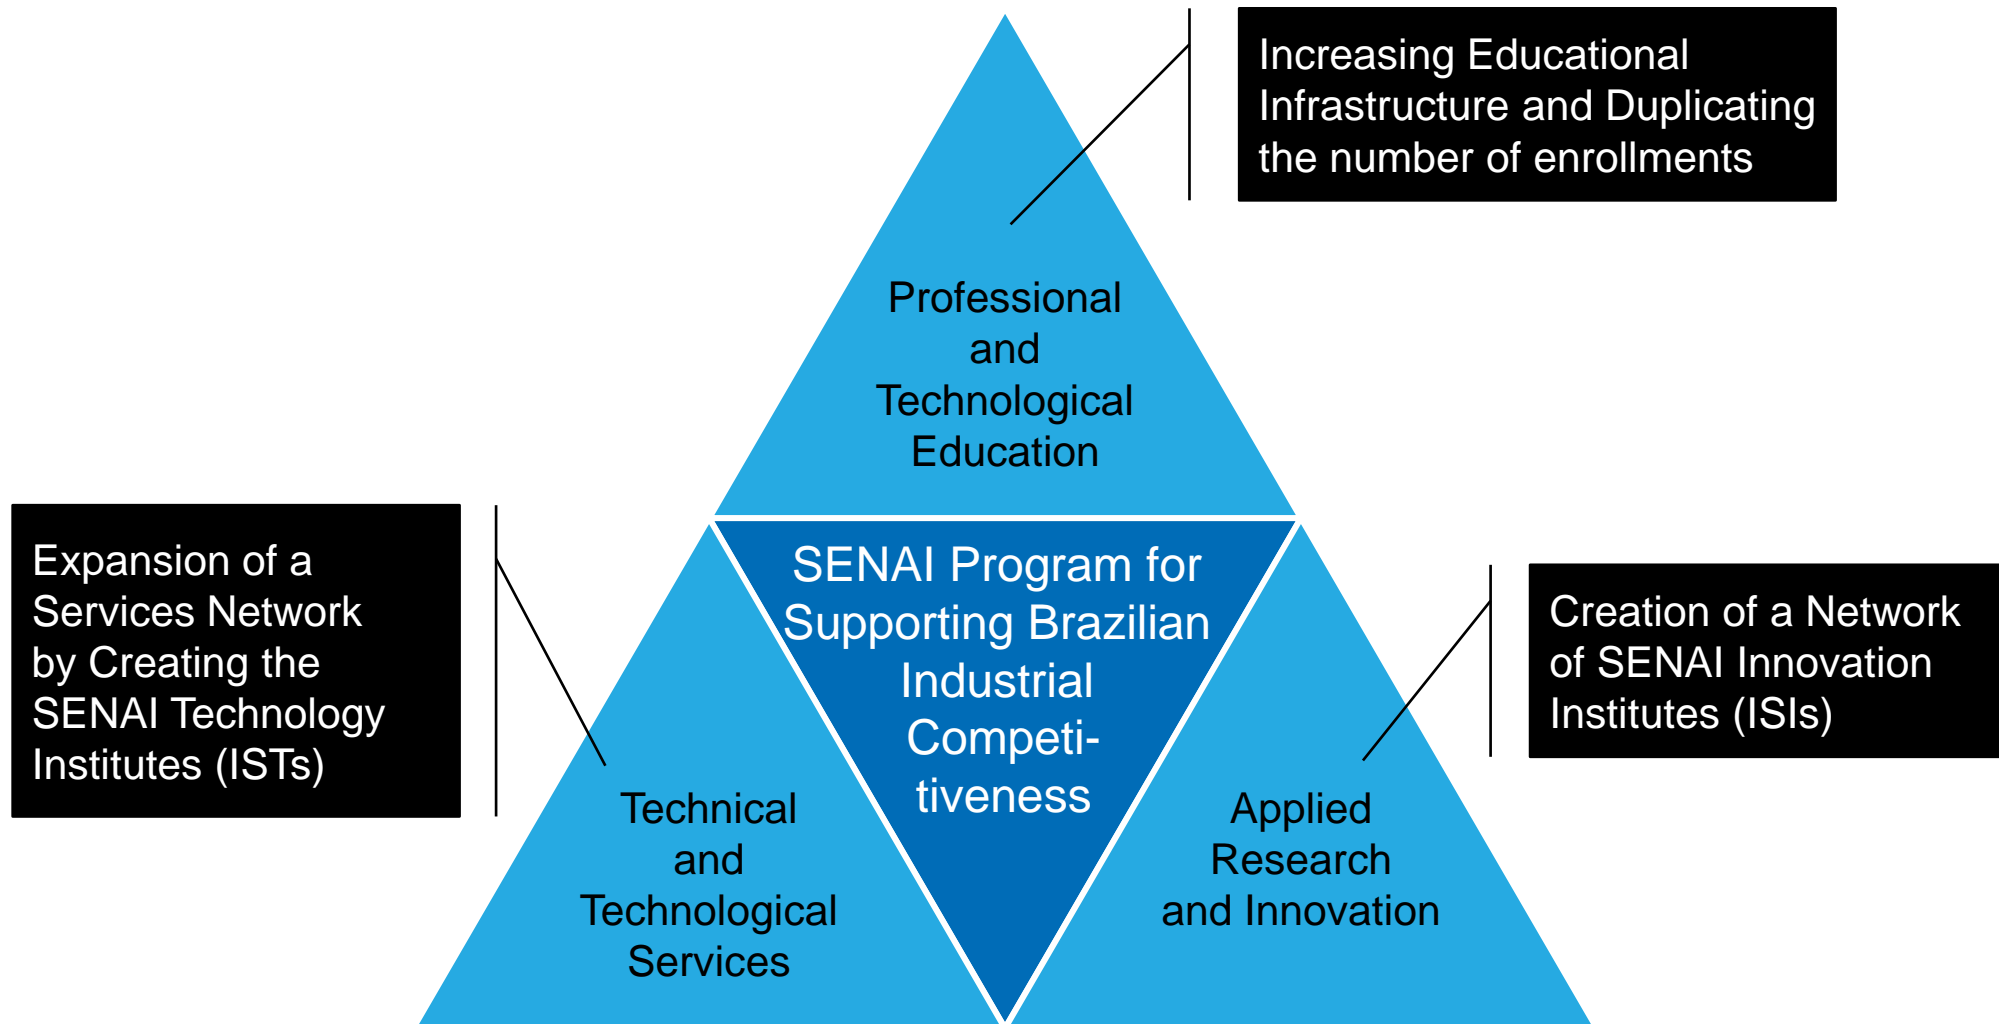 Increasing Educational
Infrastructure and Duplicating
the number of enrollments
Professional
and
Technological
Education
Expansion of a
Services Network
by Creating the
SENAI Technology
Institutes (ISTs)
SENAI Program for
Supporting Brazilian
Industrial
Competi-
tiveness
Creation of a Network
of SENAI Innovation
Institutes (ISIs)
Technical
and
Technological
Services
Applied
Research
and Innovation